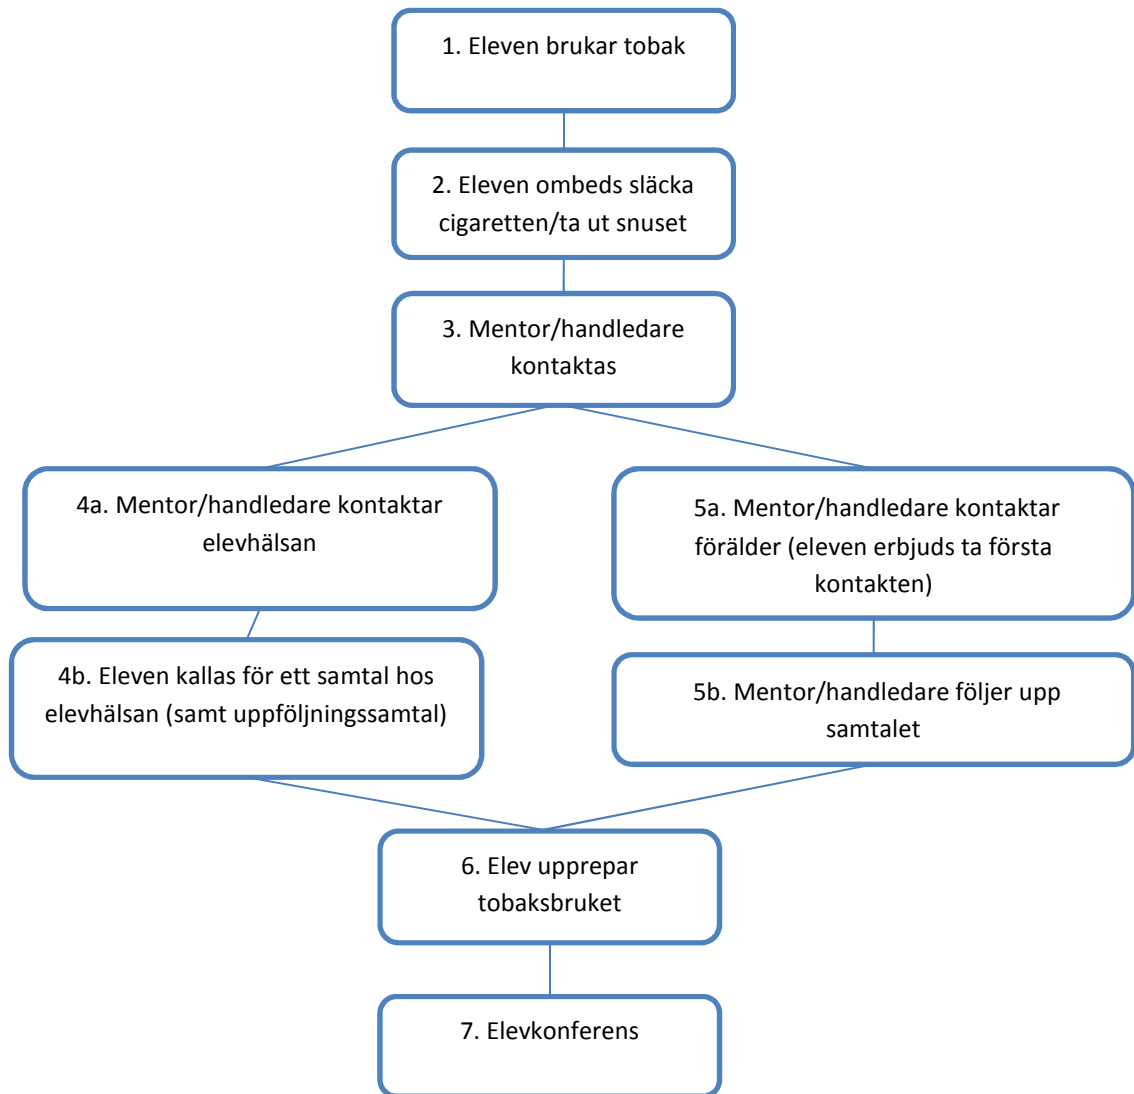 1. Eleven brukar tobak
2. Eleven ombeds släcka
cigaretten/ta ut snuset
3. Mentor/handledare
kontaktas
4a. Mentor/handledare kontaktar
elevhälsan
5a. Mentor/handledare kontaktar
förälder (eleven erbjuds ta första
kontakten)
4b. Eleven kallas för ett samtal hos
elevhälsan (samt uppföljningssamtal)
5b. Mentor/handledare följer upp
samtalet
6. Elev upprepar
tobaksbruket
7. Elevkonferens